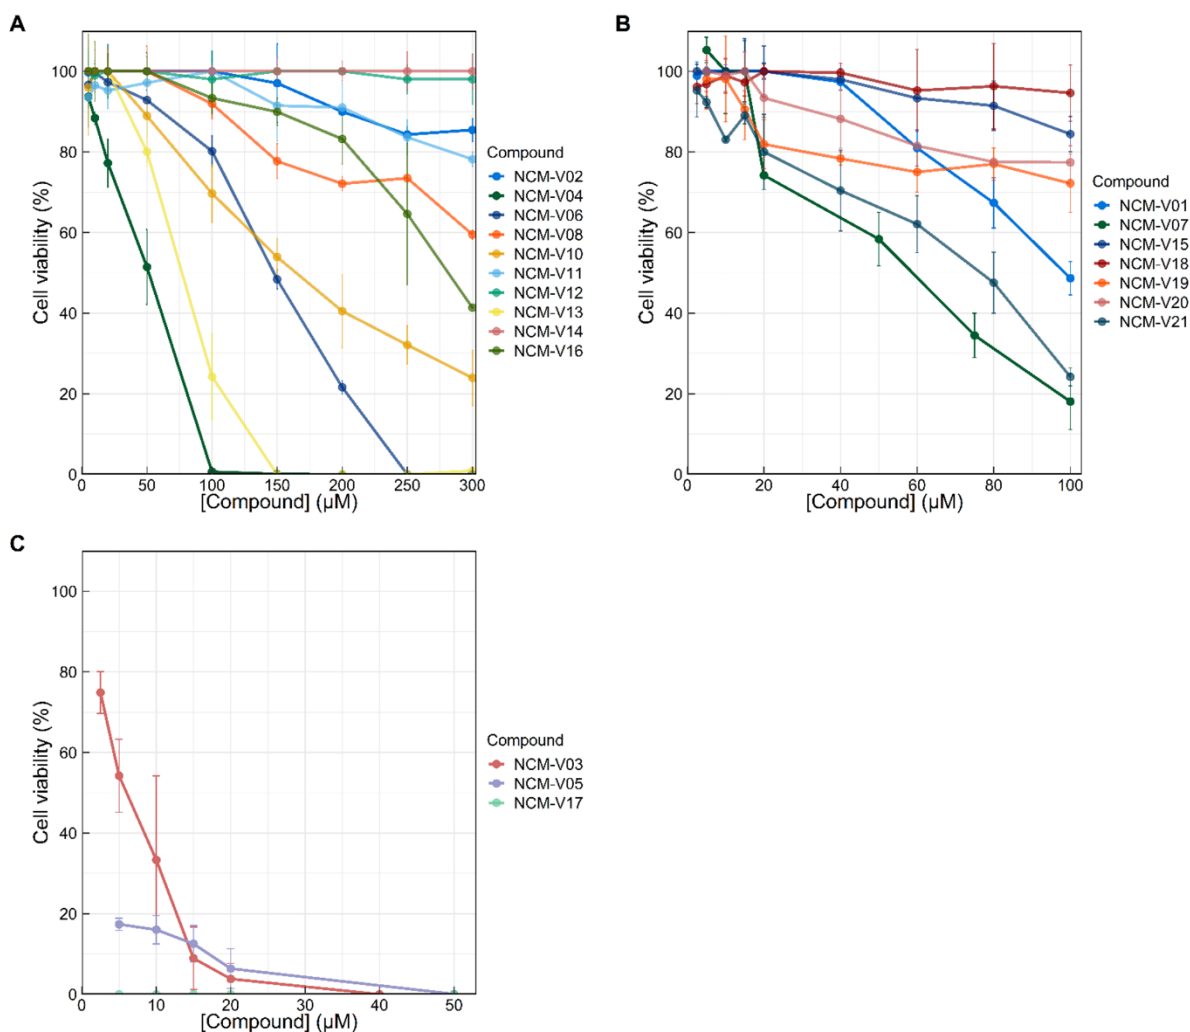 A
100
80
60
40
20
0
Cell viability (%)
0
50
100
150
200
250
300
[Compound] (µM)
Compound
NCM-V02
NCM-V04
NCM-V06
NCM-V08
NCM-V10
NCM-V11
NCM-V12
NCM-V13
NCM-V14
NCM-V16
B
100
80
60
40
20
0
Cell viability (%)
0
20
40
60
80
100
[Compound] (µM)
Compound
NCM-V01
NCM-V07
NCM-V15
NCM-V18
NCM-V19
NCM-V20
NCM-V21
C
100
80
60
40
20
0
Cell viability (%)
0
10
20
30
40
50
[Compound] (µM)
Compound
NCM-V03
NCM-V05
NCM-V17